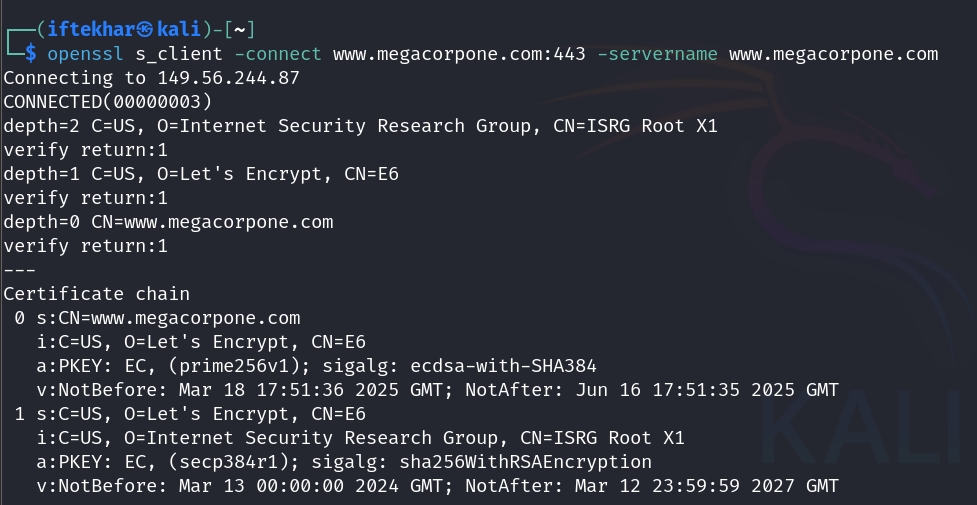 ┌──(iftekhar㉿kali)-[~]
└─$ openssl s_client -connect www.megacorpone.com:443 -servername www.megacorpone.com
Connecting to 149.56.244.87
CONNECTED(00000003)
depth=2 C=US, O=Internet Security Research Group, CN=ISRG Root X1
verify return:1
depth=1 C=US, O=Let's Encrypt, CN=E6
verify return:1
depth=0 CN=www.megacorpone.com
verify return:1
---
Certificate chain
 0 s:CN=www.megacorpone.com
   i:C=US, O=Let's Encrypt, CN=E6
   a:PKEY: EC, (prime256v1); sigalg: ecdsa-with-SHA384
   v:NotBefore: Mar 18 17:51:36 2025 GMT; NotAfter: Jun 16 17:51:35 2025 GMT
 1 s:C=US, O=Let's Encrypt, CN=E6
   i:C=US, O=Internet Security Research Group, CN=ISRG Root X1
   a:PKEY: EC, (secp384r1); sigalg: sha256WithRSAEncryption
   v:NotBefore: Mar 13 00:00:00 2024 GMT; NotAfter: Mar 12 23:59:59 2027 GMT
KALI